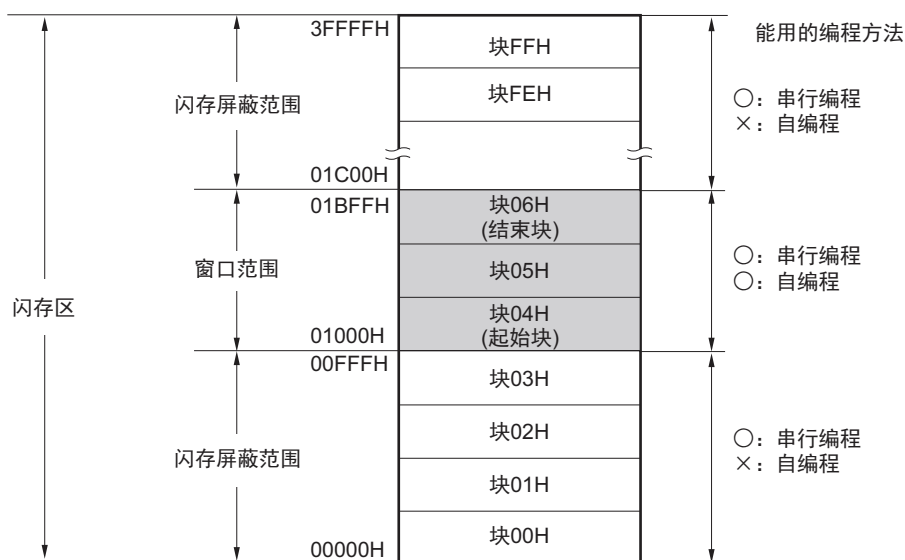 能用的编程方法
3FFFFH
块FFH
块FEH
闪存屏蔽范围
○：串行编程
×：自编程
01C00H
01BFFH
块06H
(结束块)
窗口范围
块05H
○：串行编程
○：自编程
闪存区
块04H
(起始块)
01000H
00FFFH
块03H
块02H
闪存屏蔽范围
○：串行编程
×：自编程
块01H
块00H
00000H